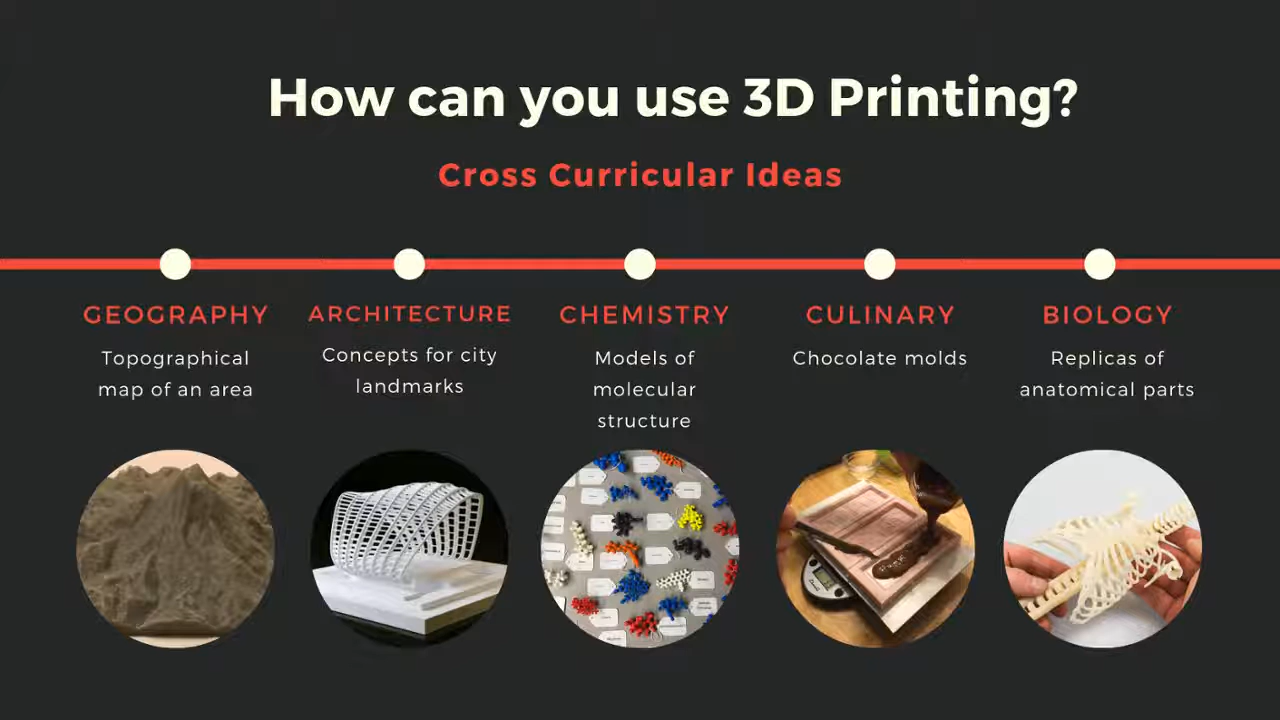 How can you use 3D Printing?
Cross Curricular Ideas
GEOGRAPHY
Topographical
map of an area
ARCHITECTURE
Concepts for city
landmarks
CHEMISTRY
Models of
molecular
structure
CULINARY
Chocolate molds
BIOLOGY
Replicas of
anatomical parts